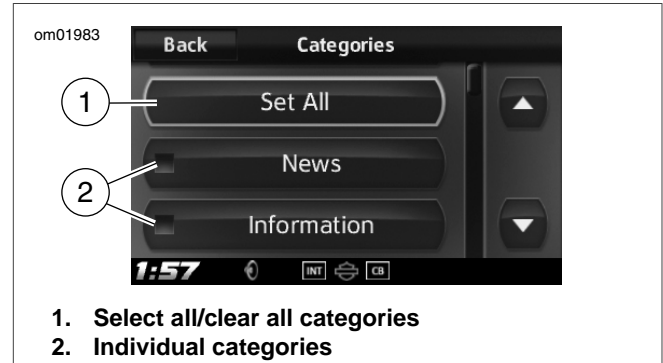 om01983
Back Categories
1 Set All
News
2
Information
1:57 INT CB
1. Select all/clear all categories
2. Individual categories